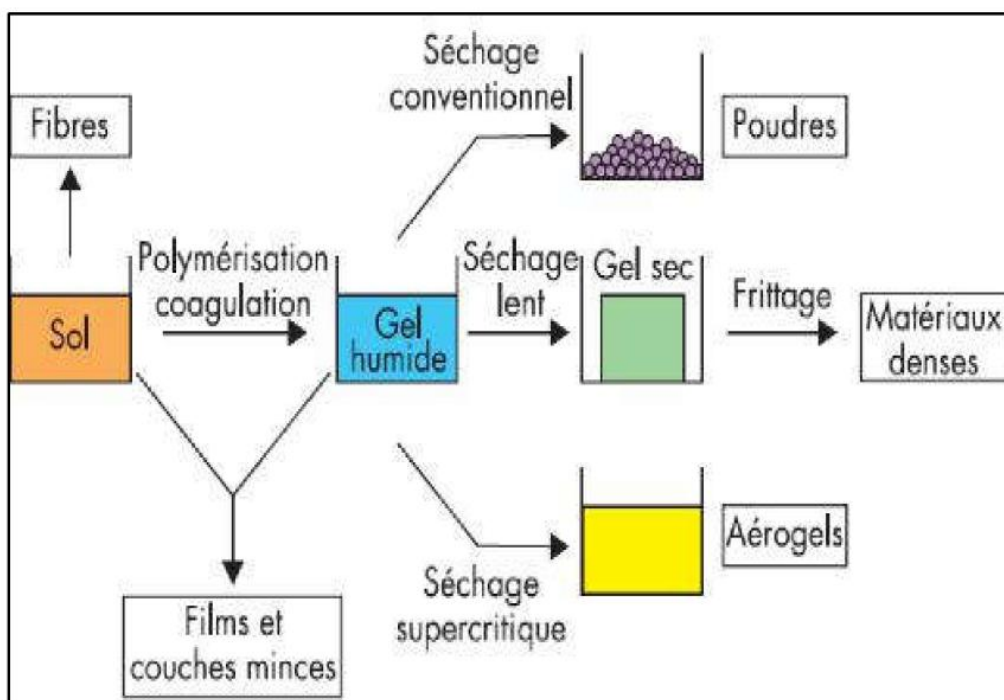 Fibres
Séchage
conventionnel
Poudres
Sol
Polymérisation
coagulation
Gel
humide
Séchage
lent
Gel sec
Frittage
Matériaux
denses
Films et
couches minces
Séchage
supercritique
Aérogels